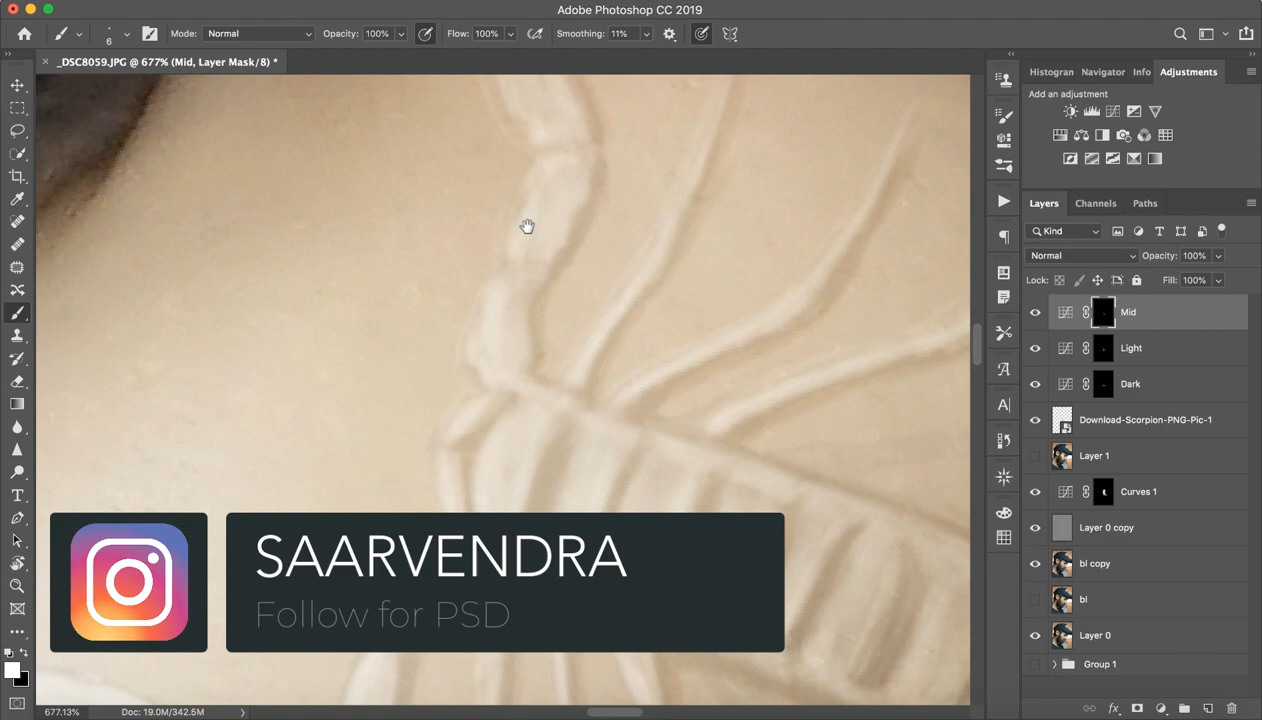 Adobe Photoshop CC 2019
6
Mode: Normal
Opacity: 100%
Flow: 100%
Smoothing: 11%
_DSC8059.JPG @ 677% (Mid, Layer Mask/8) *
Histogran
Navigator
Info
Adjustments
Add an adjustment
Layers
Channels
Paths
Kind
Normal
Opacity: 100%
Lock:
Fill: 100%
Mid
Light
Dark
Download-Scorpion-PNG-Pic-1
Layer 1
Curves 1
Layer 0 copy
bl copy
bl
Layer 0
Group 1
SAARVENDRA
Follow for PSD
677.13%
Doc: 19.0M/342.5M